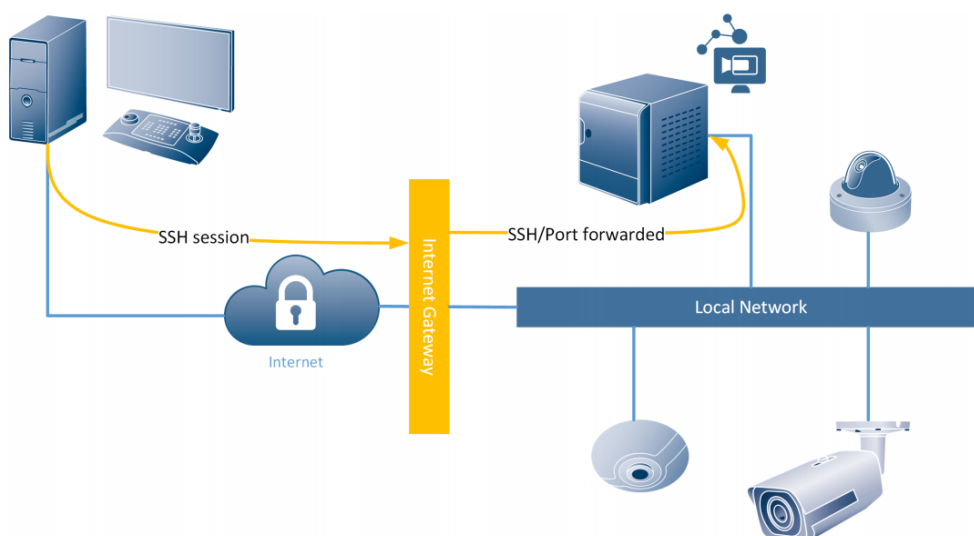 SSH session
SSH/Port forwarded
Internet Gateway
Local Network
Internet